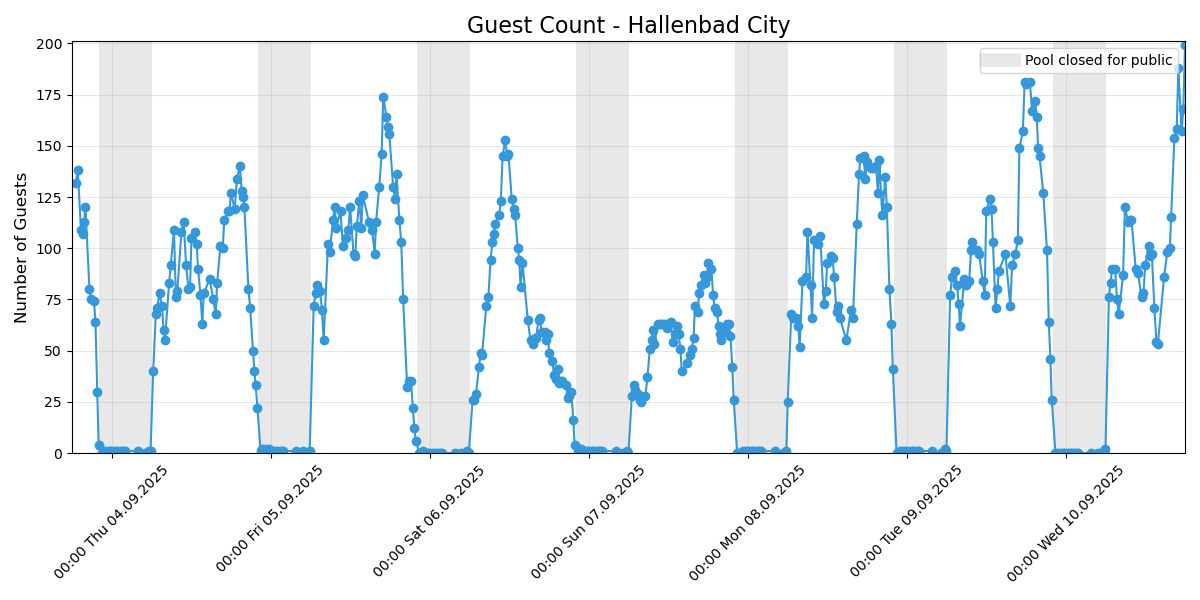 Guest Count - Hallenbad City
Pool closed for public
Number of Guests
200
175
150
125
100
75
50
25
0
00:00 Thu 04.09.2025
00:00 Fri 05.09.2025
00:00 Sat 06.09.2025
00:00 Sun 07.09.2025
00:00 Mon 08.09.2025
00:00 Tue 09.09.2025
00:00 Wed 10.09.2025